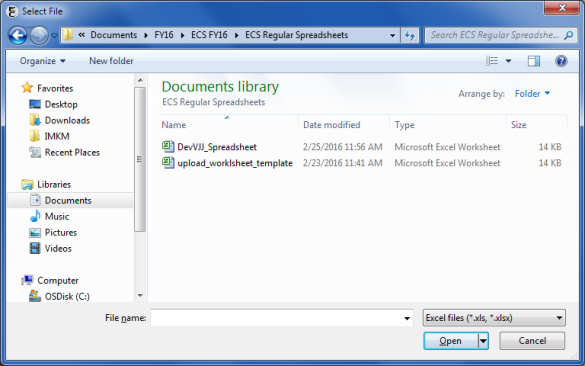 Select File
« Documents ▸ FY16 ▸ ECS FY16 ▸ ECS Regular Spreadsheets
Search ECS Regular Spreadshe...
Organize ▾ New folder
Favorites
Desktop
Downloads
IMKM
Recent Places
Libraries
Documents
Music
Pictures
Videos
Computer
OSDisk (C:)
Documents library
ECS Regular Spreadsheets
Arrange by: Folder ▾
Name Date modified Type Size
DevVJJ_Spreadsheet 2/25/2016 11:56 AM Microsoft Excel Worksheet 14 KB
upload_worklsheet_template 2/23/2016 11:41 AM Microsoft Excel Worksheet 14 KB
File name:
Excel files (*.xls, *.xlsx)
Open Cancel